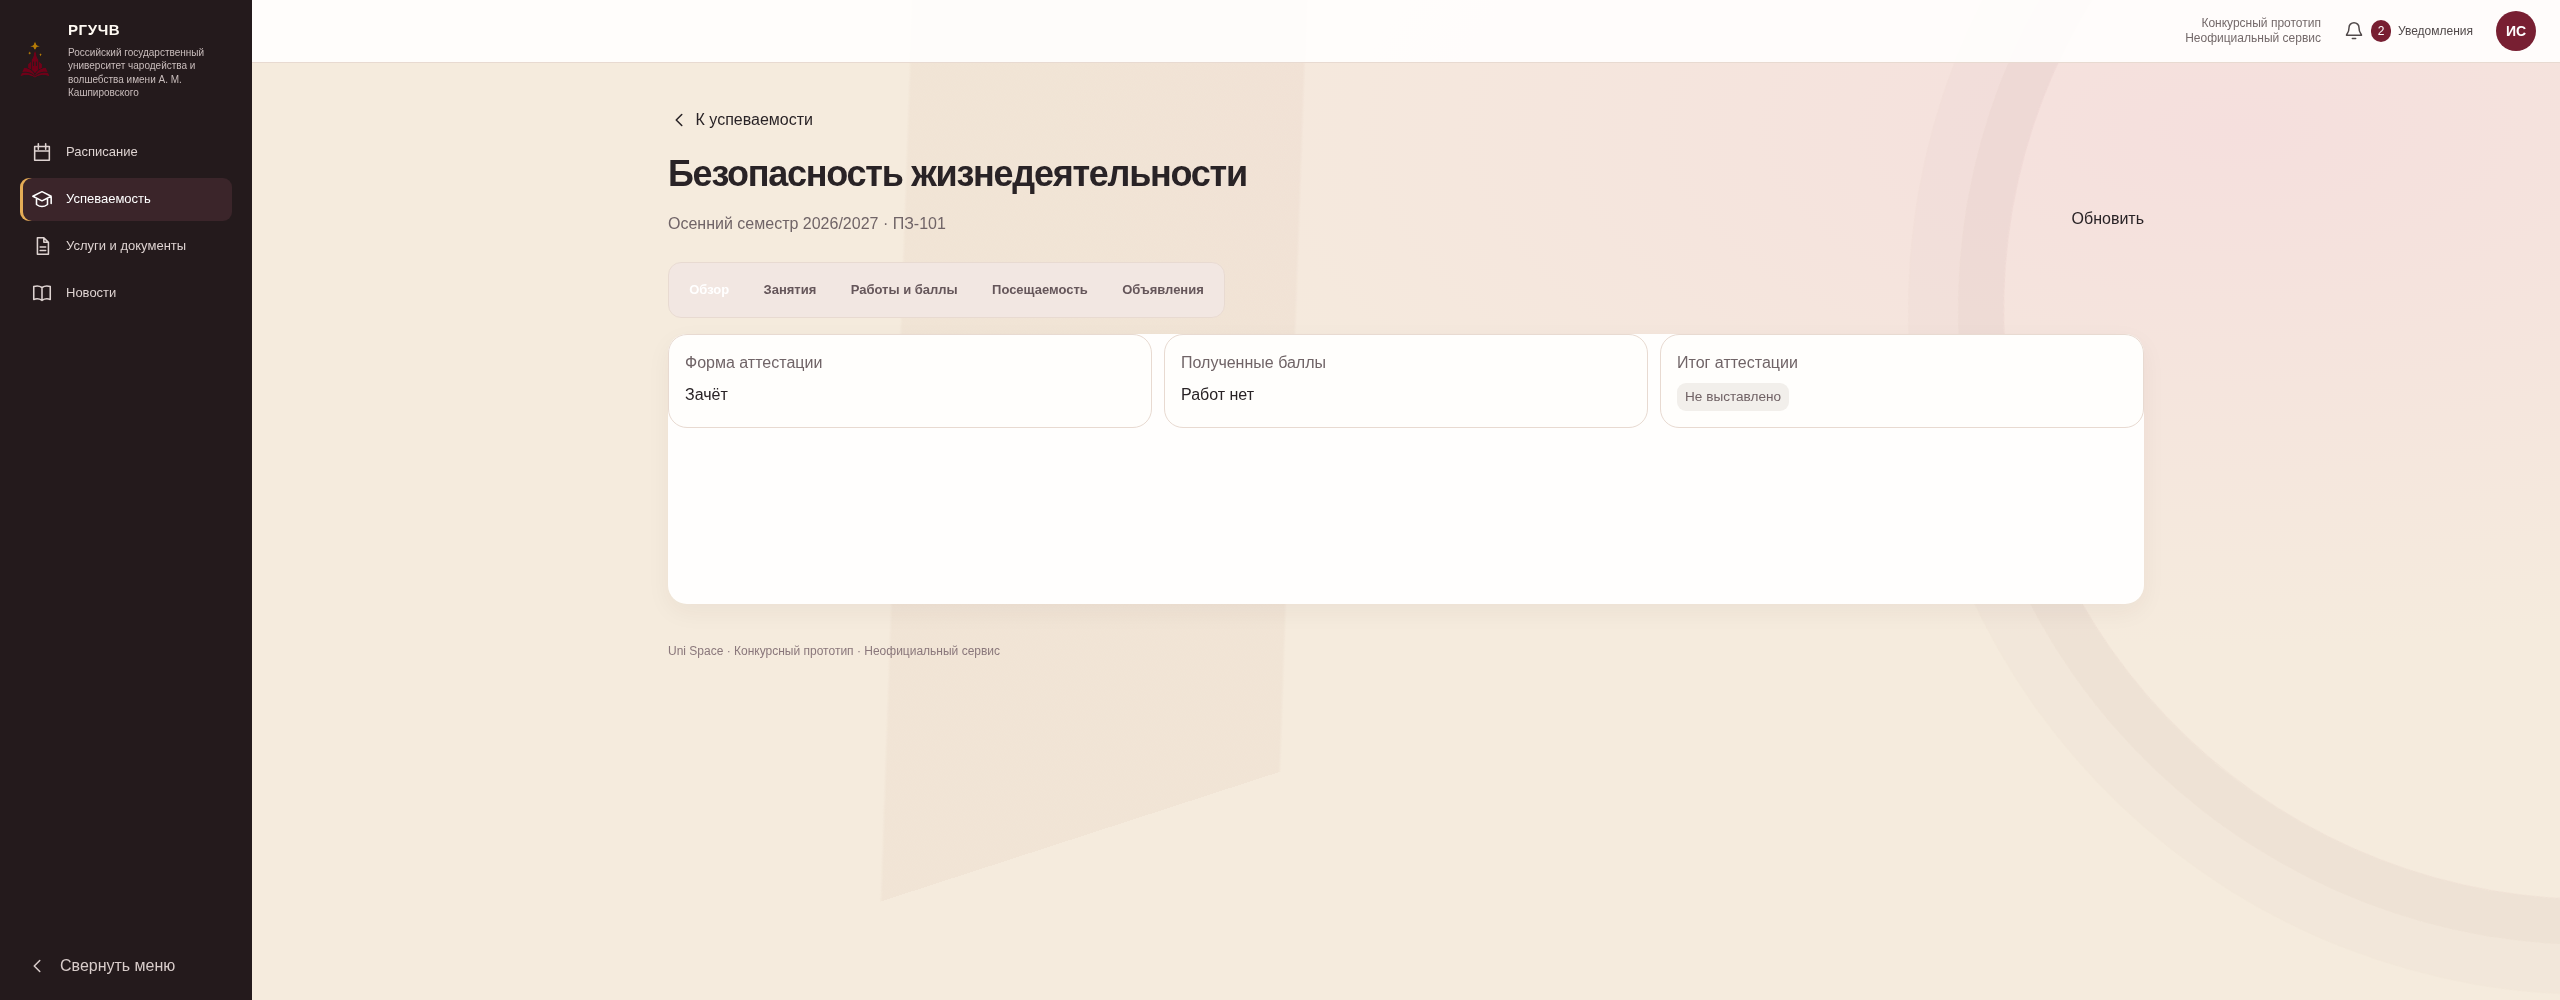 РГУЧВ
Российский государственный
университет чародейства и
волшебства имени А. М.
Кашпировского
Расписание
Успеваемость
Услуги и документы
Новости
Свернуть меню
Конкурсный прототип
Неофициальный сервис
2 Уведомления
ИС
К успеваемости
Безопасность жизнедеятельности
Осенний семестр 2026/2027 · ПЗ-101
Обновить
Обзор Занятия Работы и баллы Посещаемость Объявления
Форма аттестации
Зачёт
Полученные баллы
Работ нет
Итог аттестации
Не выставлено
Uni Space · Конкурсный прототип · Неофициальный сервис